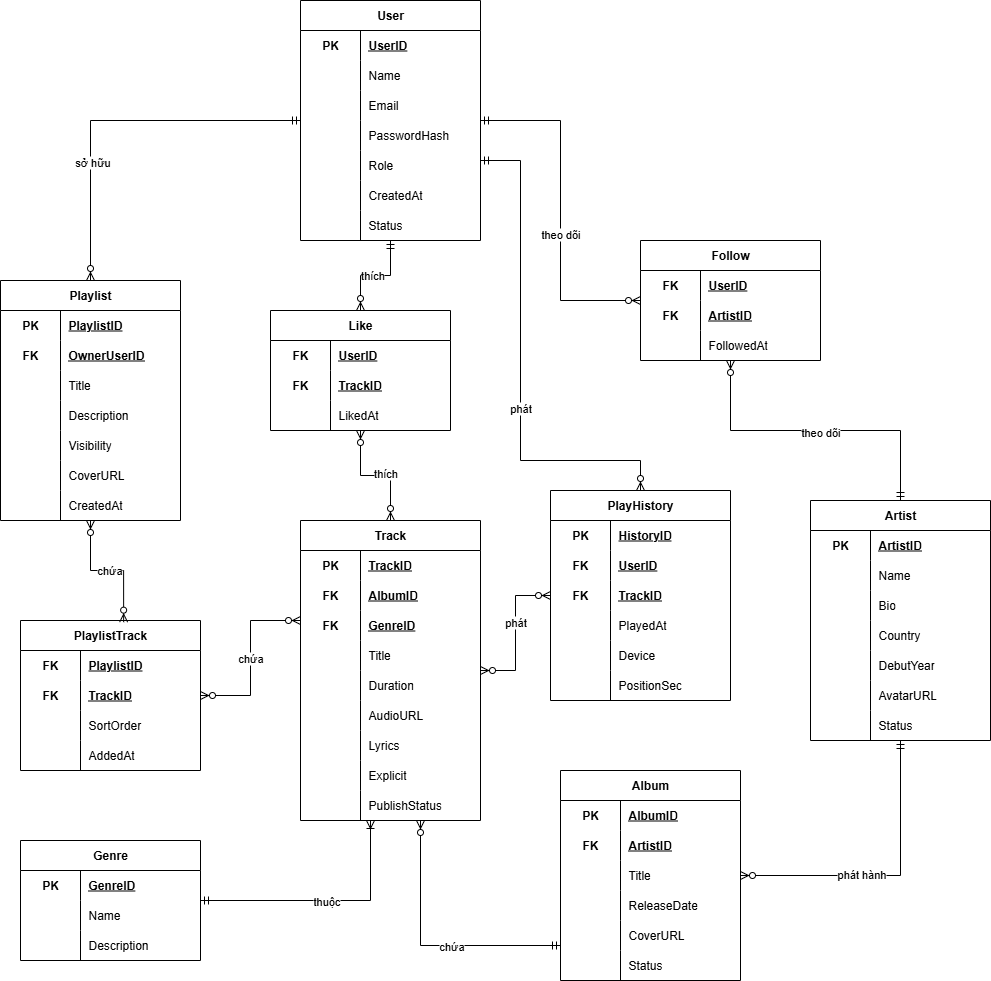 User
PK UserID
Name
Email
PasswordHash
Role
CreatedAt
Status
sở hữu
thích
phát
theo dõi
Follow
FK UserID
FK ArtistID
FollowedAt
theo dõi
Playlist
PK PlaylistID
FK OwnerUserID
Title
Description
Visibility
CoverURL
CreatedAt
chứa
Like
FK UserID
FK TrackID
LikedAt
thích
PlayHistory
PK HistoryID
FK UserID
FK TrackID
PlayedAt
Device
PositionSec
phát
Artist
PK ArtistID
Name
Bio
Country
DebutYear
AvatarURL
Status
phát hành
Track
PK TrackID
FK AlbumID
FK GenreID
Title
Duration
AudioURL
Lyrics
Explicit
PublishStatus
chứa
PlaylistTrack
FK PlaylistID
FK TrackID
SortOrder
AddedAt
Genre
PK GenreID
Name
Description
thuộc
chứa
Album
PK AlbumID
FK ArtistID
Title
ReleaseDate
CoverURL
Status